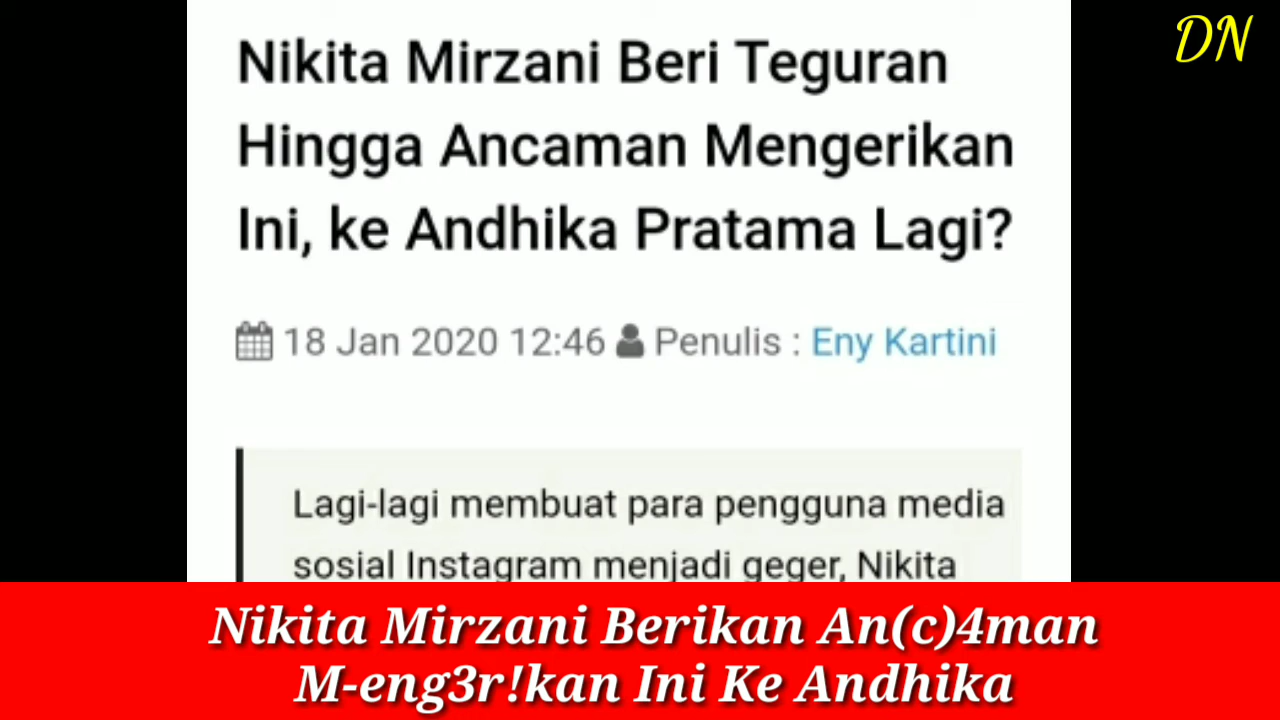 DN
Nikita Mirzani Beri Teguran
Hingga Ancaman Mengerikan
Ini, ke Andhika Pratama Lagi?
18 Jan 2020 12:46 Penulis : Eny Kartini
Lagi-lagi membuat para pengguna media
sosial Instagram menjadi geger, Nikita
Nikita Mirzani Berikan An(c)4man
M-eng3r!kan Ini Ke Andhika